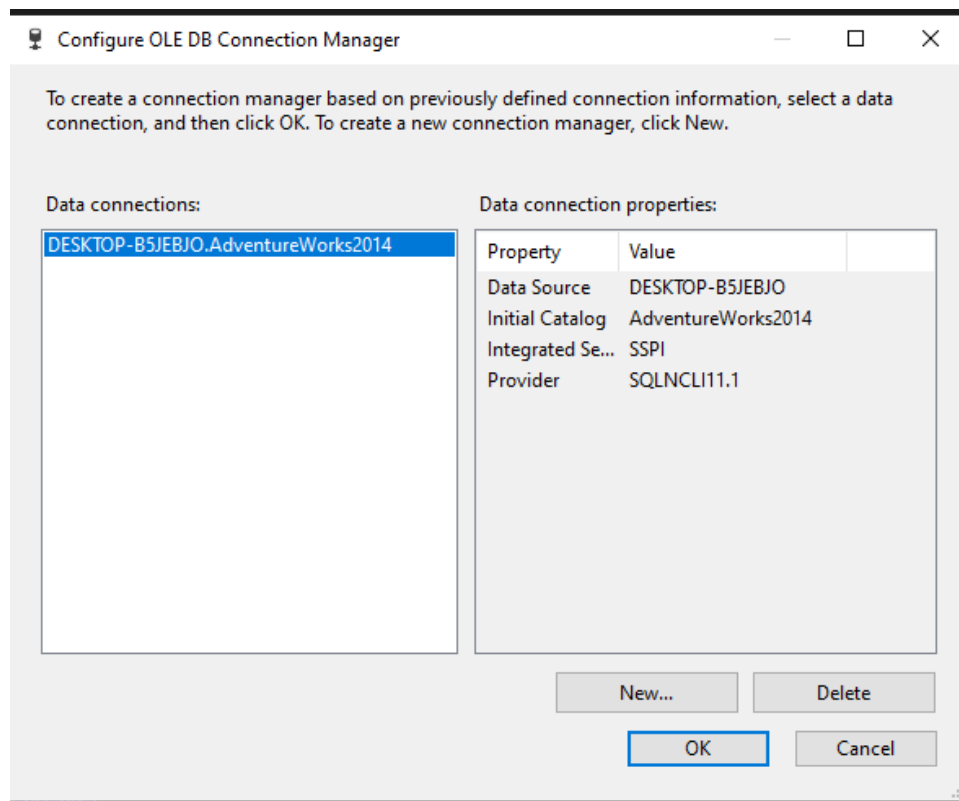 Configure OLE DB Connection Manager
To create a connection manager based on previously defined connection information, select a data
connection, and then click OK. To create a new connection manager, click New.
Data connections:
DESKTOP-B5JEBJO.AdventureWorks2014
Data connection properties:
Property Value
Data Source DESKTOP-B5JEBJO
Initial Catalog AdventureWorks2014
Integrated Se... SSPI
Provider SQLNCLI11.1
New... Delete
OK Cancel